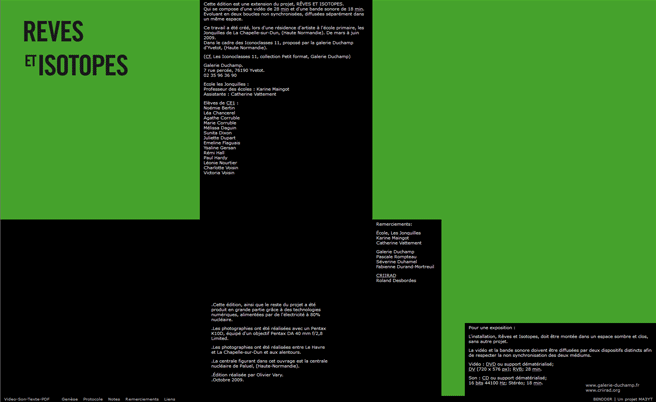 REVES
ET ISOTOPES
Cette édition est une extension du projet, RÊVES ET ISOTOPES.
Qui se compose d'une vidéo de 28 min et d'une bande sonore de 18 min.
Évoluant en deux boucles non synchronisées, diffusées séparément dans
un même espace.
Ce travail a été créé, lors d'une résidence d'artiste à l'école primaire, les
Jonquilles de La Chapelle-sur-Dun, (Haute Normandie). De mars à juin
2009.
Dans le cadre des Iconoclasses 11, proposé par la galerie Duchamp
d'Yvetot, (Haute Normandie).
(Cf. Les Iconoclasses 11, collection Petit format, Galerie Duchamp)
Galerie Duchamp.
7 rue percée, 76190 Yvetot.
02 35 96 36 90
Ecole les Jonquilles :
Professeur des écoles : Karine Maingot
Assistante : Catherine Vattement
Elèves de CE1 :
Noémie Bertin
Léa Chancerel
Agathe Corruble
Marie Corruble
Mélissa Daguin
Sunita Dixon
Juliette Dupart
Emeline Flaguais
Ysaline Gersan
Rémi Hall
Paul Hardy
Léonie Nourtier
Charlotte Voisin
Victoria Voisin
Remerciements:
École, Les Jonquilles
Karine Maingot
Catherine Vattement
Galerie Duchamp
Pascale Rompteau
Séverine Duhamel
Fabienne Durand-Mortreuil
CRIIRAD
Roland Desbordes
.Cette édition, ainsi que le reste du projet a été
produit en grande partie grâce à des technologies
numériques, alimentées par de l'électricité à 80%
nucléaire.
.Les photographies ont été réalisées avec un Pentax
K10D, équipé d'un objectif Pentax DA 40 mm f/2,8
Limited.
.Les photographies ont été réalisées entre Le Havre
et La Chapelle-sur-Dun et aux alentours.
.La centrale figurant dans cet ouvrage est la centrale
nucléaire de Paluel, (Haute-Normandie).
.Édition réalisée par Olivier Vary.
.Octobre 2009.
Pour une exposition :
L'installation, Rêves et Isotopes, doit être montée dans un espace sombre et clos,
sans autre projet.
La vidéo et la bande sonore doivent être diffusées par deux dispositifs distincts afin
de respecter la non synchronisation des deux médiums.
Vidéo : DVD ou support dématérialisé;
DV (720 x 576 px); RVB; 28 min.
Son : CD ou support dématérialisé;
16 bits 44100 Hz; Stéréo; 18 min.
www.galerie-duchamp.fr
www.criirad.org
Video-Son-Texte-PDF Genèse Protocole Notes Remerciements Liens
BENDOER | Un projet MASYT